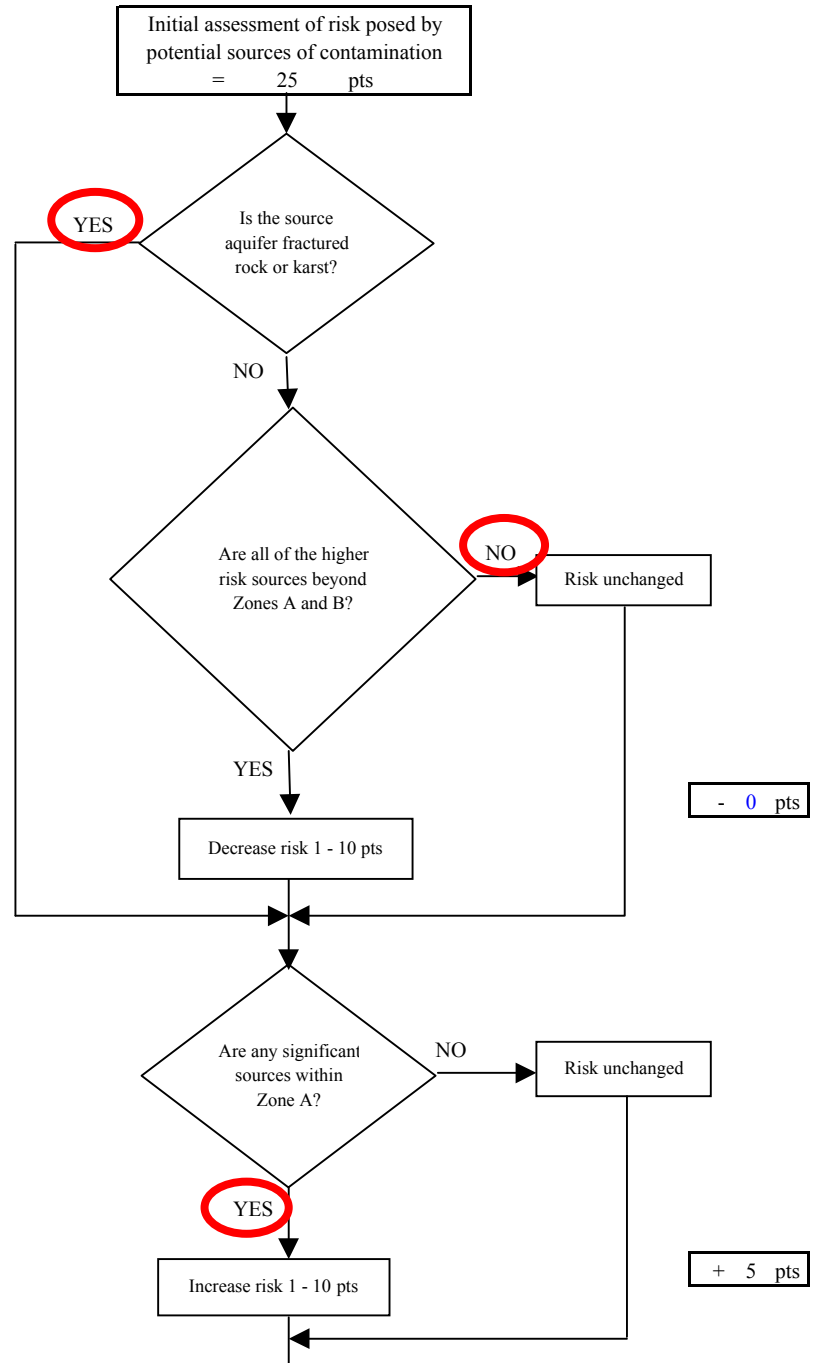 Initial assessment of risk posed by
potential sources of contamination
= 25 pts
YES
Is the source
aquifer fractured
rock or karst?
NO
Are all of the higher
risk sources beyond
Zones A and B?
NO
Risk unchanged
YES
- 0 pts
Decrease risk 1 - 10 pts
Are any significant
sources within
Zone A?
NO
Risk unchanged
YES
+ 5 pts
Increase risk 1 - 10 pts